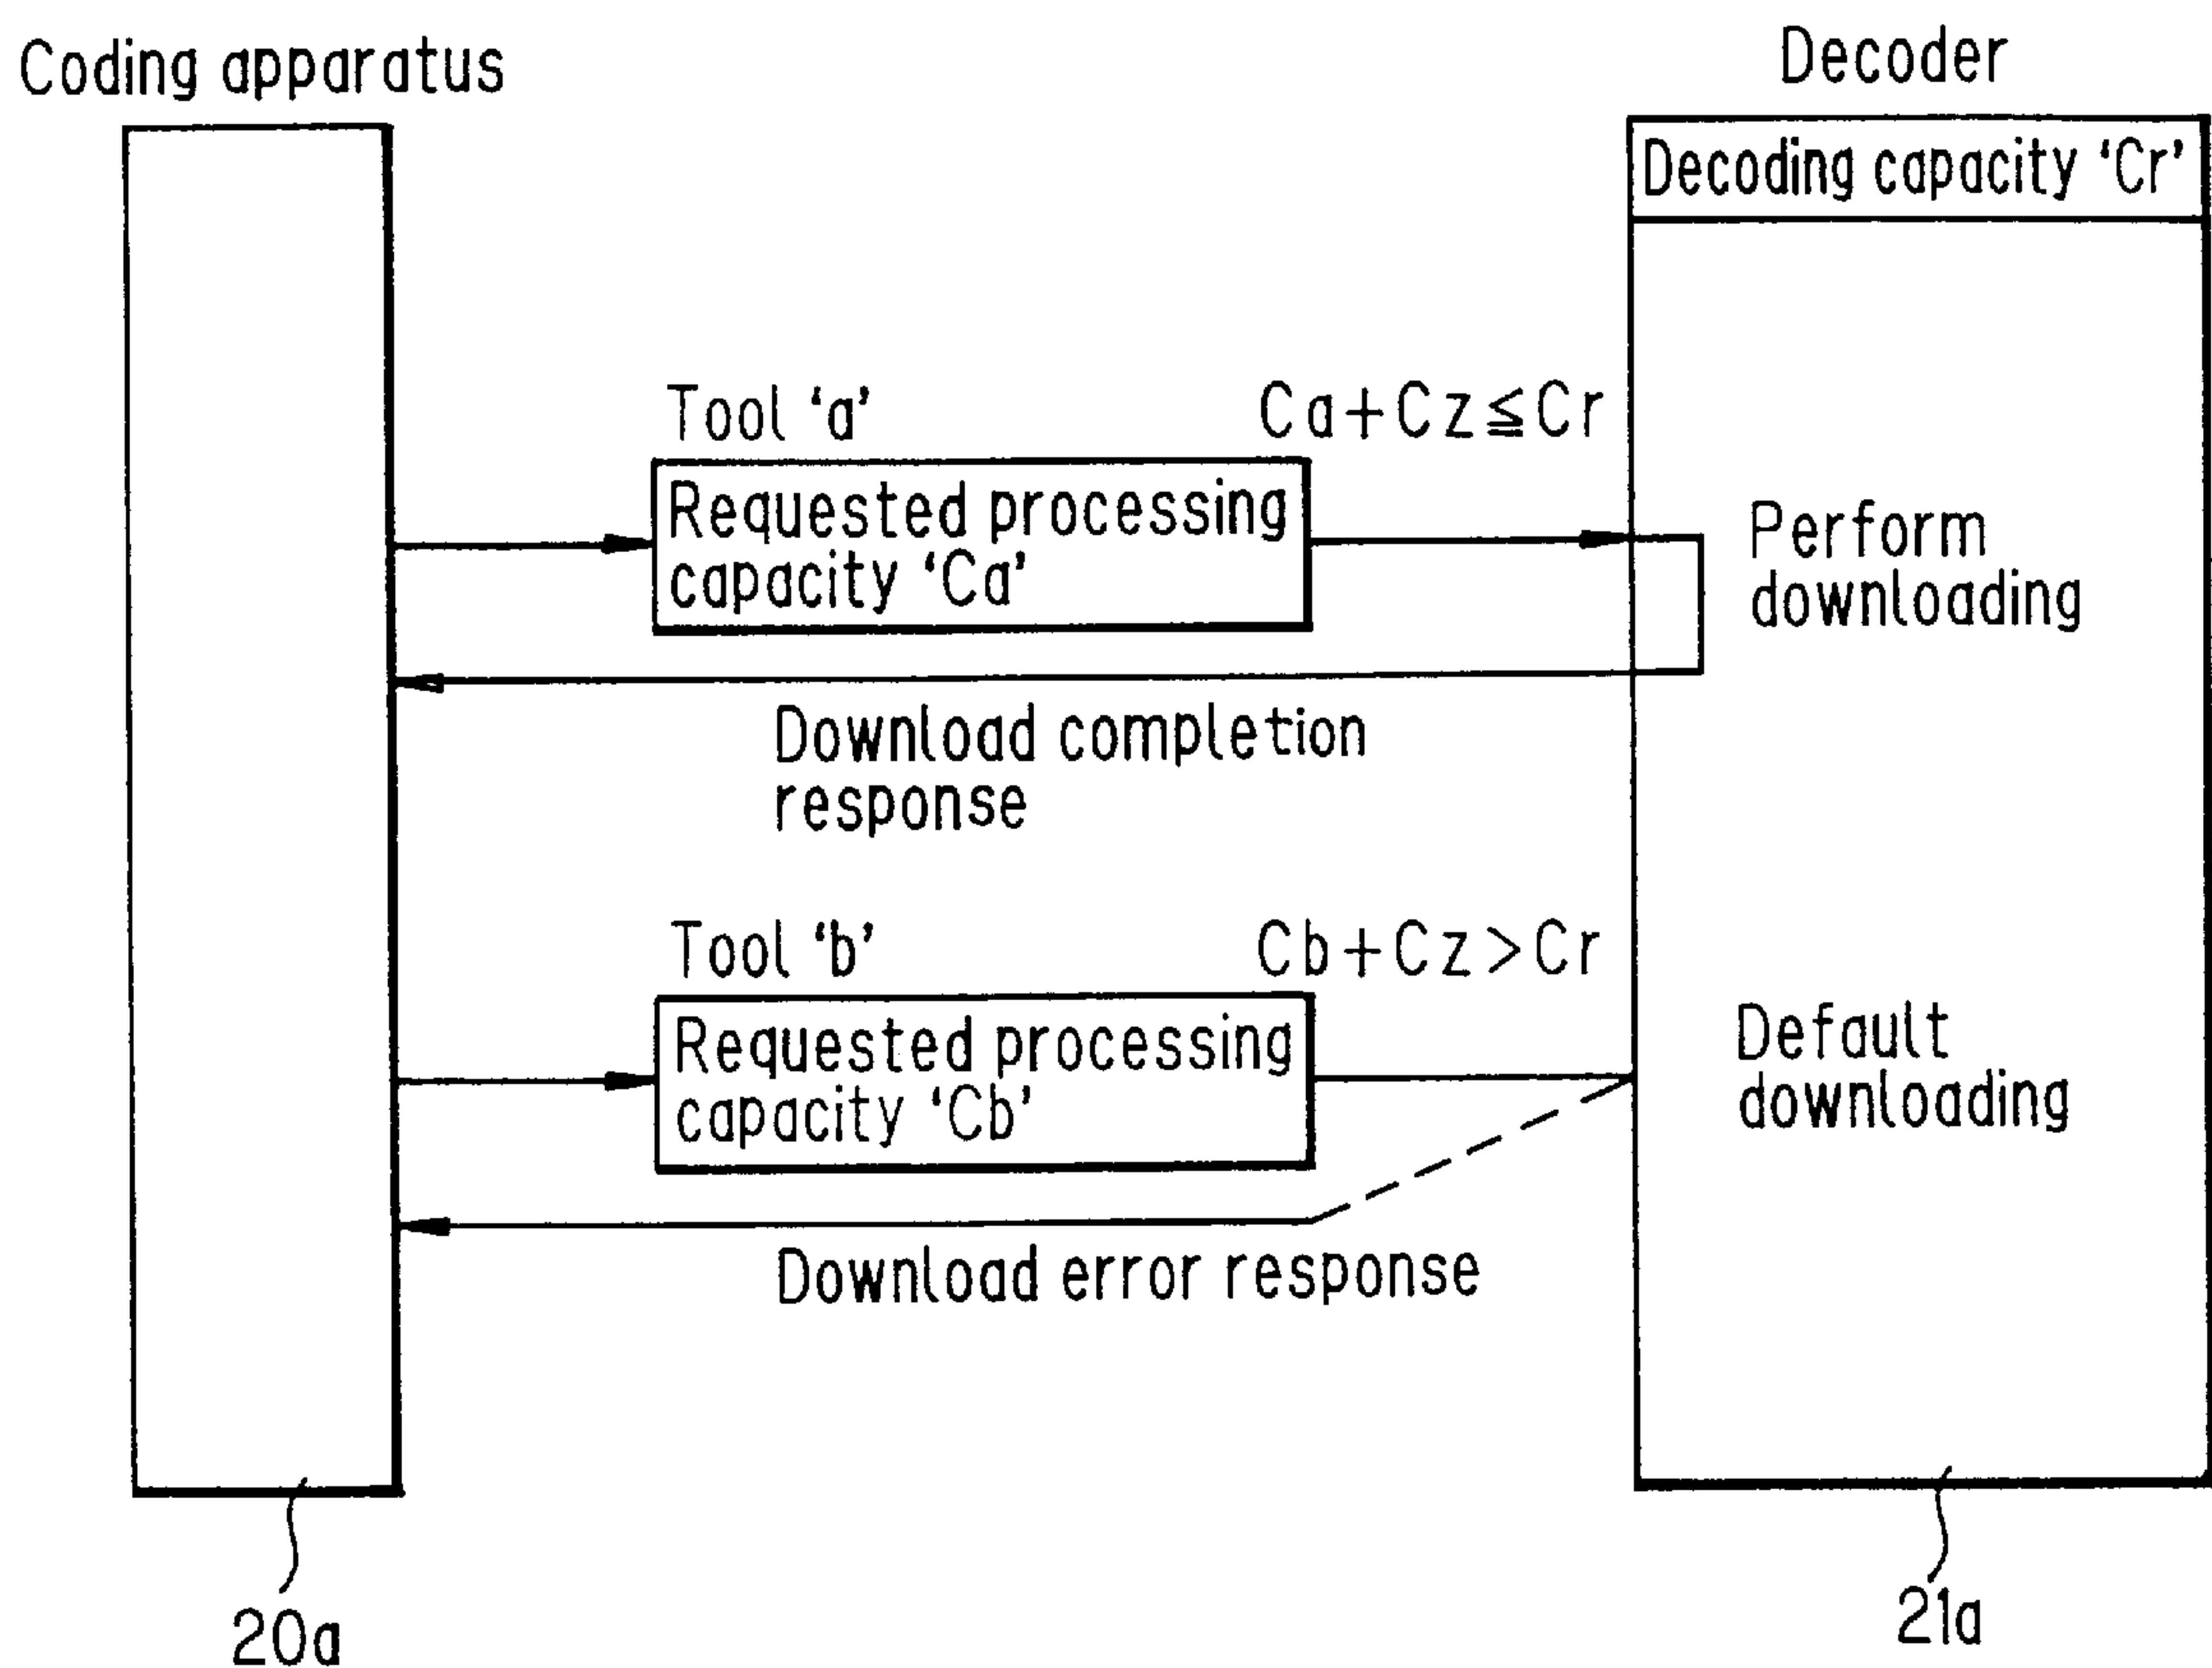 Coding apparatus
Decoder
Decoding capacity ‘Cr’
Tool ‘a’
Ca+Cz≦Cr
Requested processing
capacity ‘Ca’
Perform
downloading
Download completion
response
Tool ‘b’
Cb+Cz>Cr
Requested processing
capacity ‘Cb’
Default
downloading
Download error response
20a
21a